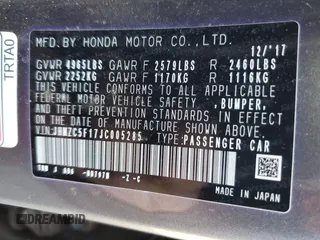 TRTA0
MFD.BY HONDA MOTOR CO.,LTD.
12/'17
GVWR 4965LBS GAWR F 2579LBS R 2460LBS
GVWR 2252KG GAWR F 1170KG R 1116KG
THIS VEHICLE CONFORMS TO ALL APPLICABLE
FEDERAL MOTOR VEHICLE SAFETY, BUMPER,
AND THEFT PREVENTION STANDARDS IN EFFECT
ON THE DATE OF MANUFACTURE SHOWN ABOVE.
VIN:JHMZC5F17JC005285 TYPE:PASSENGER CAR
-Z -C
MADE IN JAPAN
DREAMBID